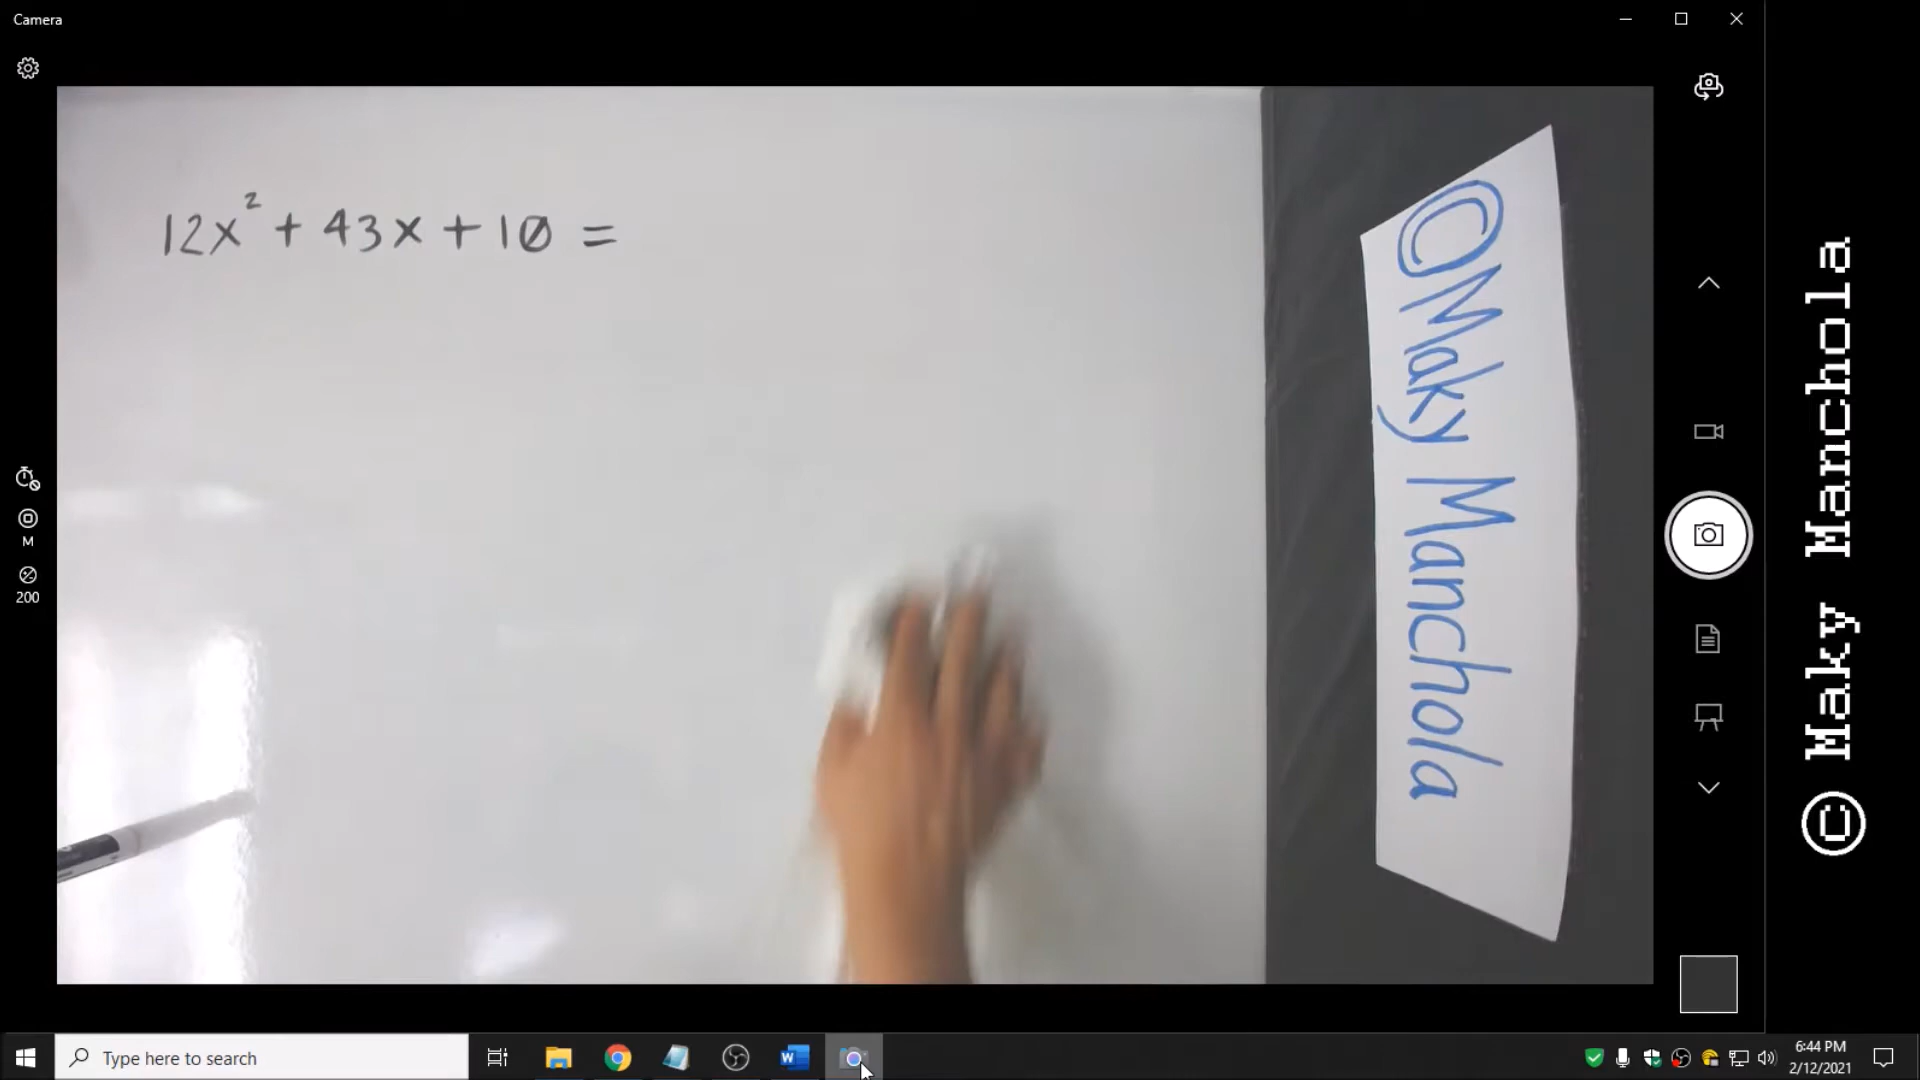 Camera
12x² + 43x + 10 =
© Maky Manchola
© Maky Manchola
M
200
Type here to search
6:44 PM
2/12/2021